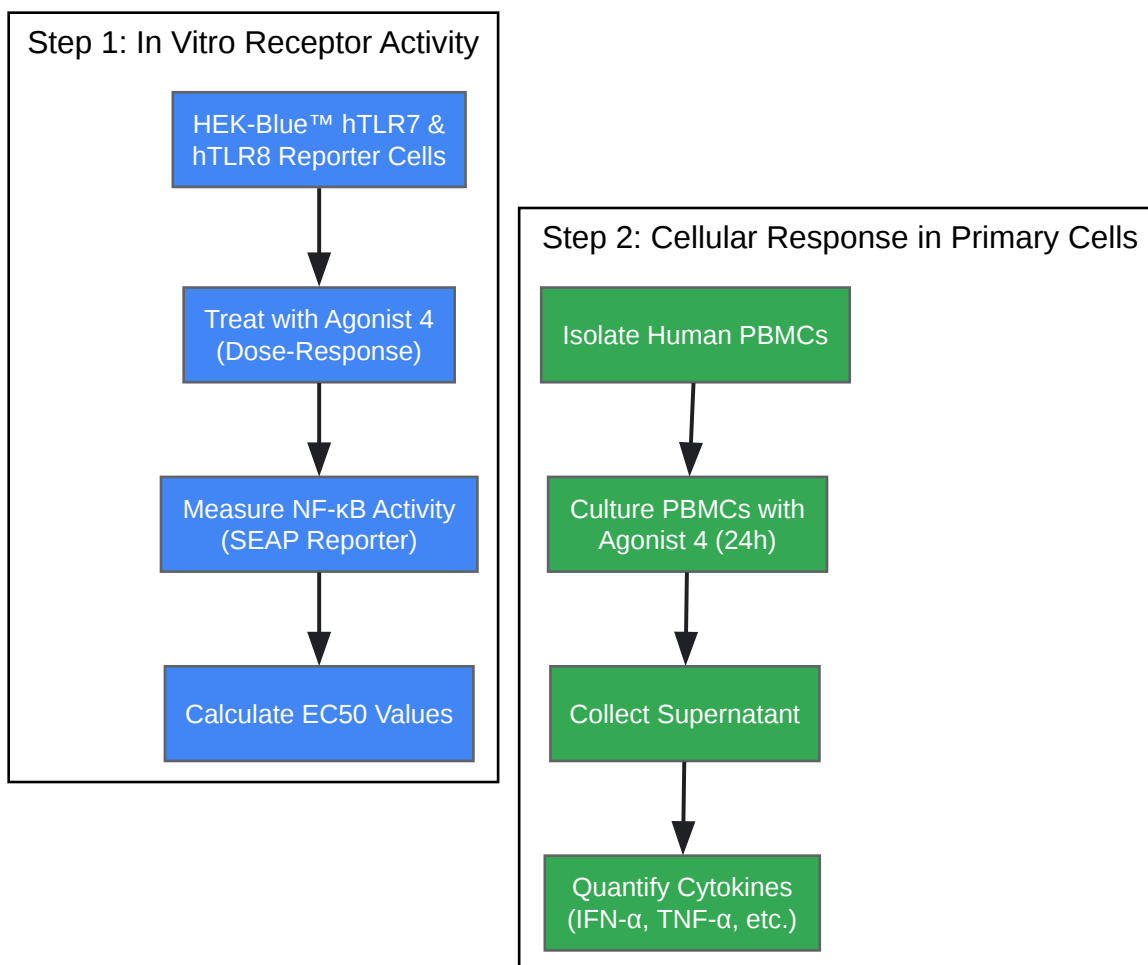 Step 1: In Vitro Receptor Activity
HEK-Blue™ hTLR7 &
hTLR8 Reporter Cells
Treat with Agonist 4
(Dose-Response)
Measure NF-κB Activity
(SEAP Reporter)
Calculate EC50 Values
Step 2: Cellular Response in Primary Cells
Isolate Human PBMCs
Culture PBMCs with
Agonist 4 (24h)
Collect Supernatant
Quantify Cytokines
(IFN-α, TNF-α, etc.)